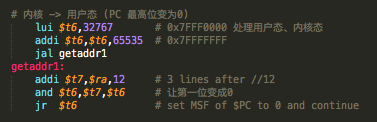 # 内核 -> 用户态 (PC 最高位变为0)
lui $t6,32767 # 0x7FFF0000 处理用户态、内核态
addi $t6,$t6,65535 # 0x7FFFFFFF
jal getaddr1
getaddr1:
addi $t7,$ra,12 # 3 lines after //12
and $t6,$t7,$t6 # 让第一位变成0
jr $t6 # set MSF of $PC to 0 and continue